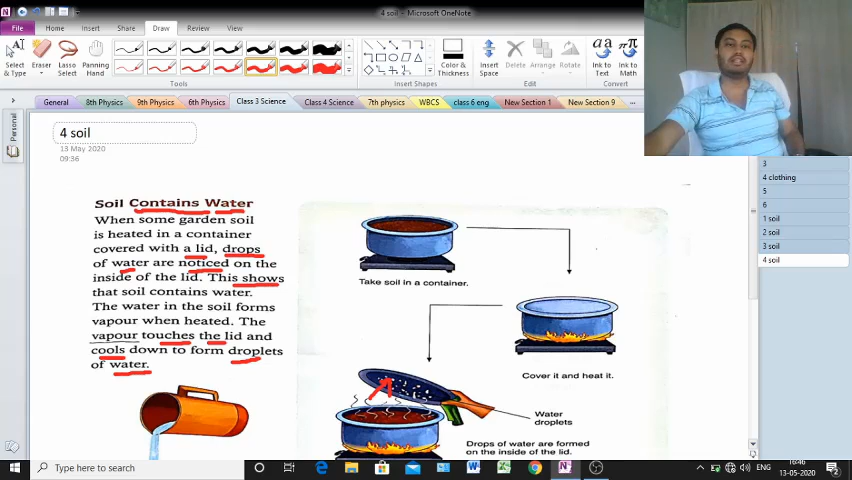 4 soil - Microsoft OneNote
File Home Insert Share Draw Review View
Select & Type
Eraser
Lasso Select
Panning Hand
Tools
Insert Shapes
Color & Thickness
Insert Space
Delete
Arrange
Rotate
Edit
Ink to Text
Ink to Math
Convert
General 8th Physics 9th Physics 6th Physics Class 3 Science Class 4 Science 7th physics WBCS class 6 eng New Section 1 New Section 9
Personal
4 soil
13 May 2020
09:36
Soil Contains Water
When some garden soil
is heated in a container
covered with a lid, drops
of water are noticed on the
inside of the lid. This shows
that soil contains water.
The water in the soil forms
vapour when heated. The
vapour touches the lid and
cools down to form droplets
of water.
Take soil in a container.
Cover it and heat it.
Water
droplets
Drops of water are formed
on the inside of the lid.
3
4 clothing
5
6
1 soil
2 soil
3 soil
4 soil
Type here to search
ENG
16:46
13-05-2020